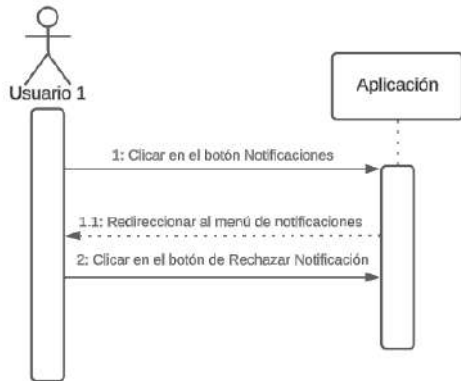 Usuario 1
Aplicación
1: Clicar en el botón Notificaciones
1.1: Redireccionar al menú de notificaciones
2: Clicar en el botón de Rechazar Notificación